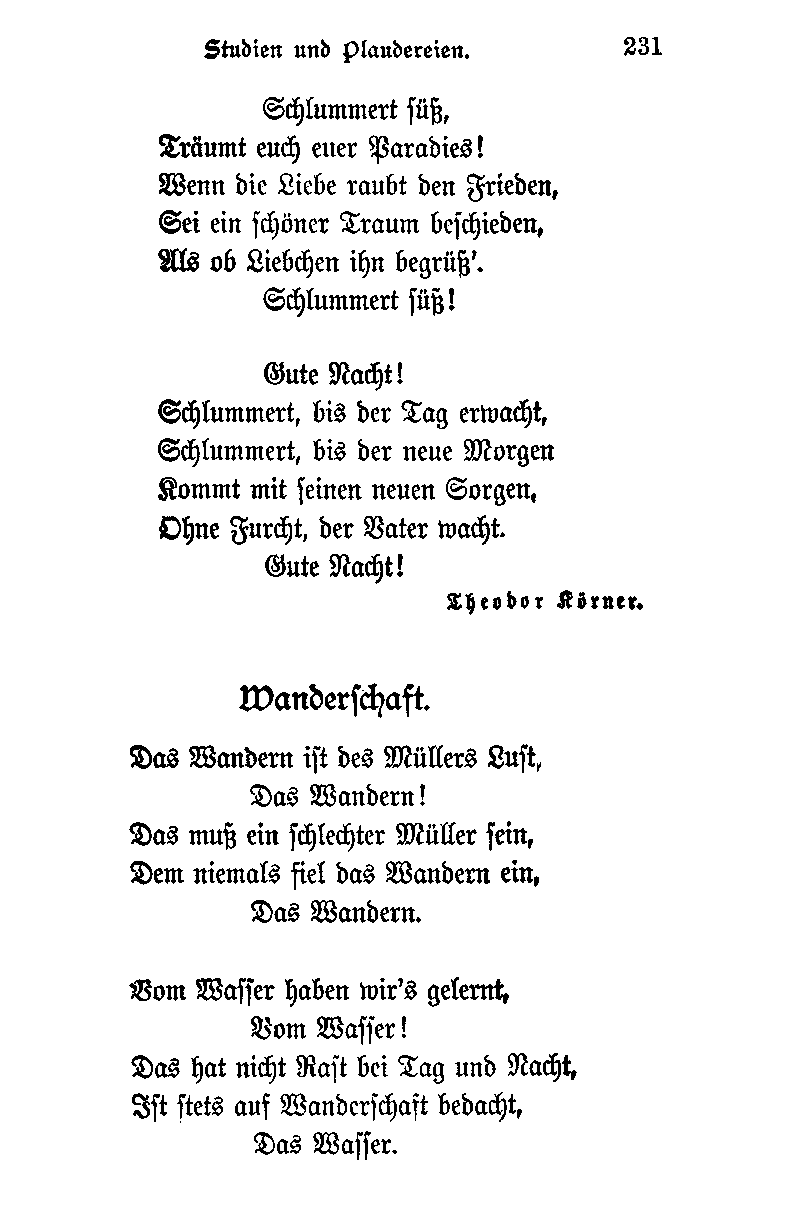 Studien und Plaudereien. 231
Schlummert süß,
Träumt euch euer Paradies!
Wenn die Liebe raubt den Frieden,
Sei ein schöner Traum beschieden,
Als ob Liebchen ihn begrüß'.
Schlummert süß!
Gute Nacht!
Schlummert, bis der Tag erwacht,
Schlummert, bis der neue Morgen
Kommt mit seinen neuen Sorgen,
Ohne Furcht, der Vater wacht.
Gute Nacht!
Theodor Körner.
Wanderschaft.
Das Wandern ist des Müllers Lust,
Das Wandern!
Das muß ein schlechter Müller sein,
Dem niemals fiel das Wandern ein,
Das Wandern.
Vom Wasser haben wir's gelernt,
Vom Wasser!
Das hat nicht Rast bei Tag und Nacht,
Ist stets auf Wanderschaft bedacht,
Das Wasser.